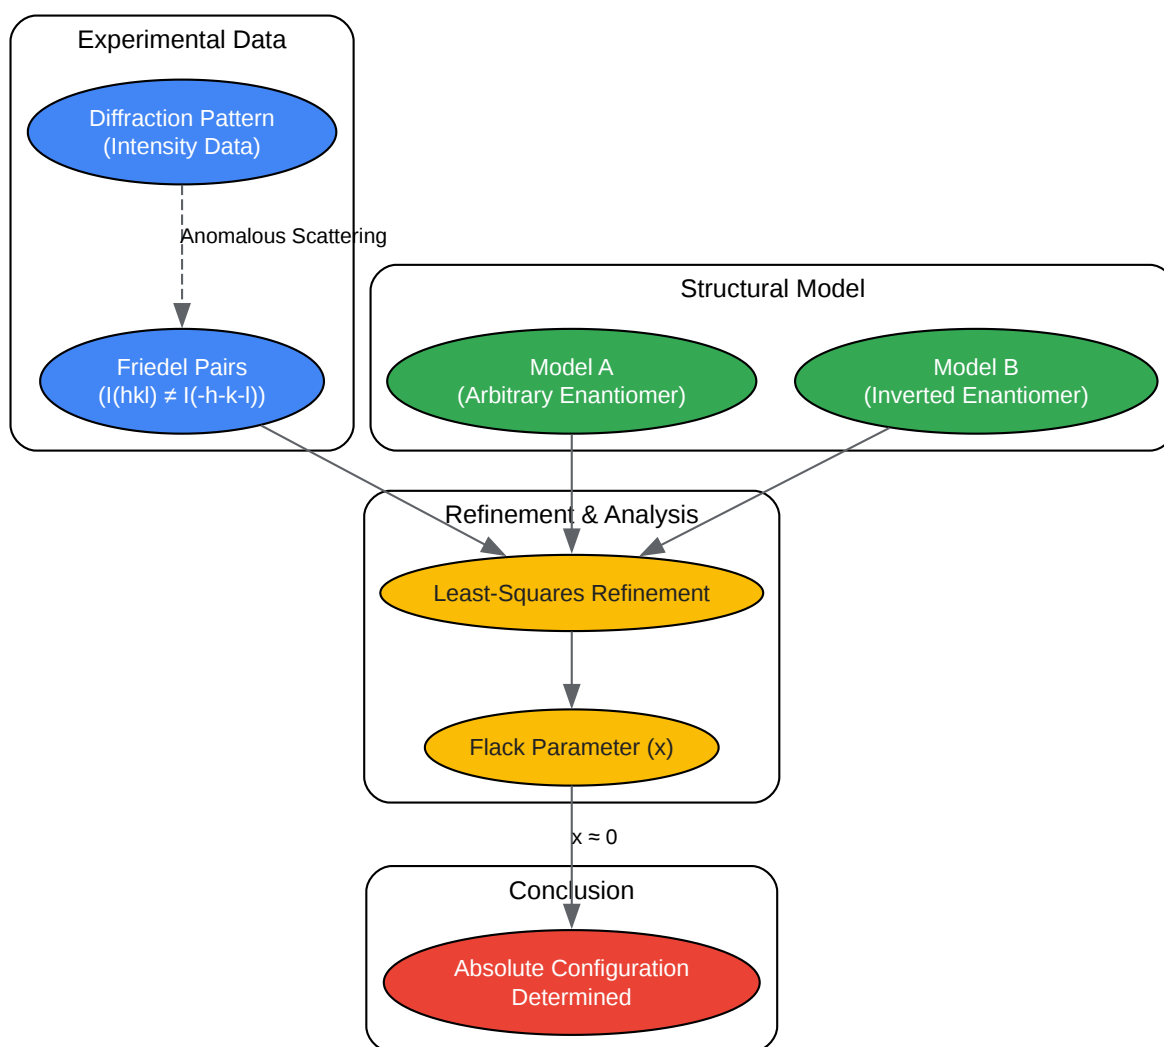 Experimental Data
Diffraction Pattern
(Intensity Data)
Anomalous Scattering
Friedel Pairs
(I(hkl) ≠ I(-h-k-l))
Structural Model
Model A
(Arbitrary Enantiomer)
Model B
(Inverted Enantiomer)
Refinement & Analysis
Least-Squares Refinement
Flack Parameter (x)
x ≈ 0
Conclusion
Absolute Configuration
Determined